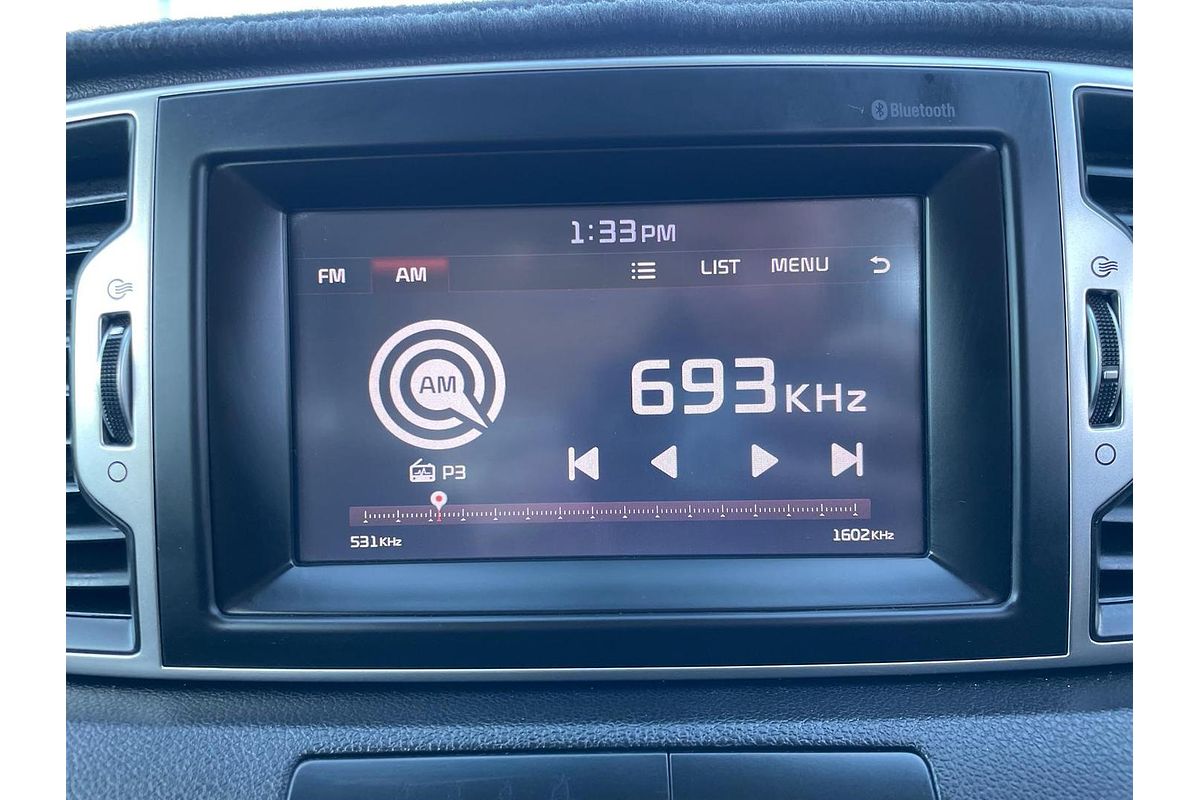 Bluetooth
1:33PM
FM AM LIST MENU
AM
693KHz
P3
531KHz 1602KHz